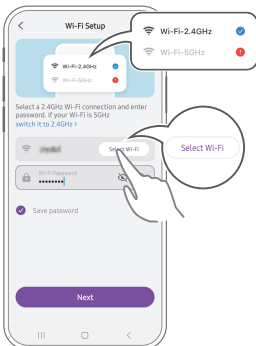 Wi-Fi Setup
Wi-Fi-2.4GHz
Wi-Fi-5GHz
Wi-Fi-2.4GHz
Wi-Fi-5GHz
Select a 2.4GHz Wi-Fi connection and enter
password. if your Wi-Fi is 5GHz
switch it to 2.4GHz >
Select Wi-Fi
Select Wi-Fi
Wi-Fi Password
Save password
Next